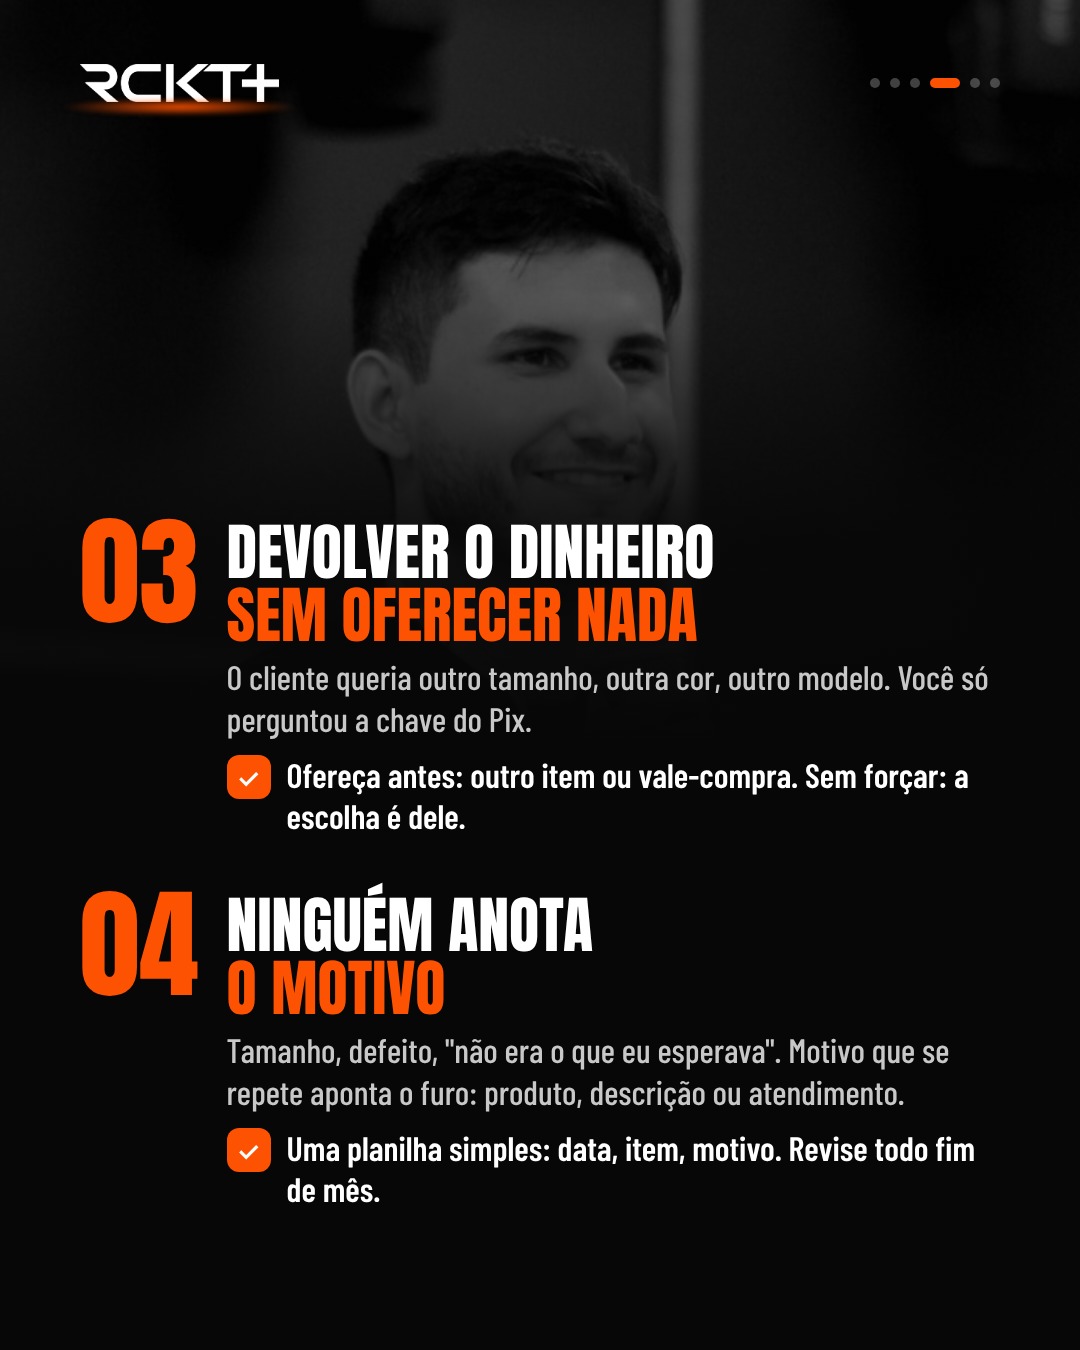 RCKT+
03
DEVOLVER O DINHEIRO
SEM OFERECER NADA
O cliente queria outro tamanho, outra cor, outro modelo. Você só
perguntou a chave do Pix.
Ofereça antes: outro item ou vale-compra. Sem forçar: a
escolha é dele.
04
NINGUÉM ANOTA
O MOTIVO
Tamanho, defeito, "não era o que eu esperava". Motivo que se
repete aponta o furo: produto, descrição ou atendimento.
Uma planilha simples: data, item, motivo. Revise todo fim
de mês.